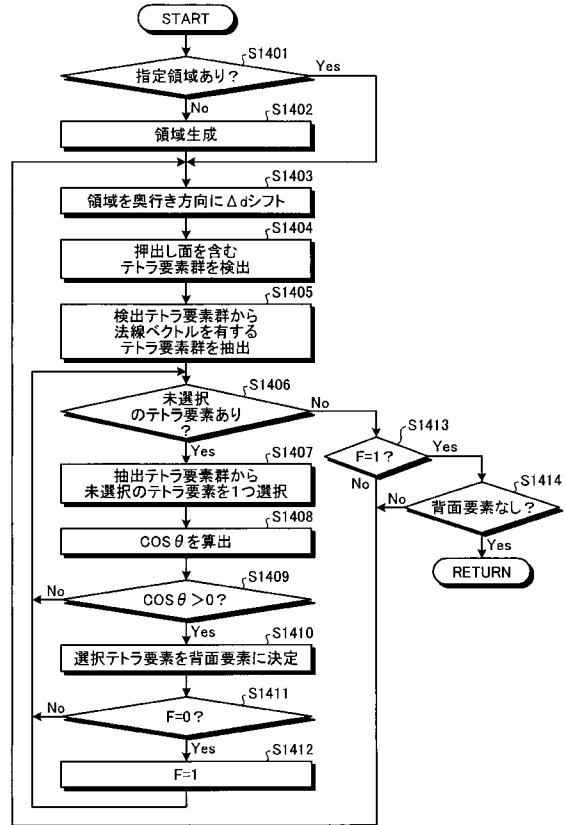 START
S1401
指定領域あり?
Yes
No
S1402
領域生成
S1403
領域を奥行き方向にΔdシフト
S1404
押出し面を含む
テトラ要素群を検出
S1405
検出テトラ要素群から
法線ベクトルを有する
テトラ要素群を抽出
S1406
未選択
のテトラ要素あり
?
No
Yes
S1407
抽出テトラ要素群から
未選択のテトラ要素を1つ選択
S1408
COSθを算出
S1409
COSθ>0?
No
Yes
S1410
選択テトラ要素を背面要素に決定
S1411
F=0?
No
Yes
S1412
F=1
S1413
F=1?
Yes
No
S1414
背面要素なし?
No
Yes
RETURN